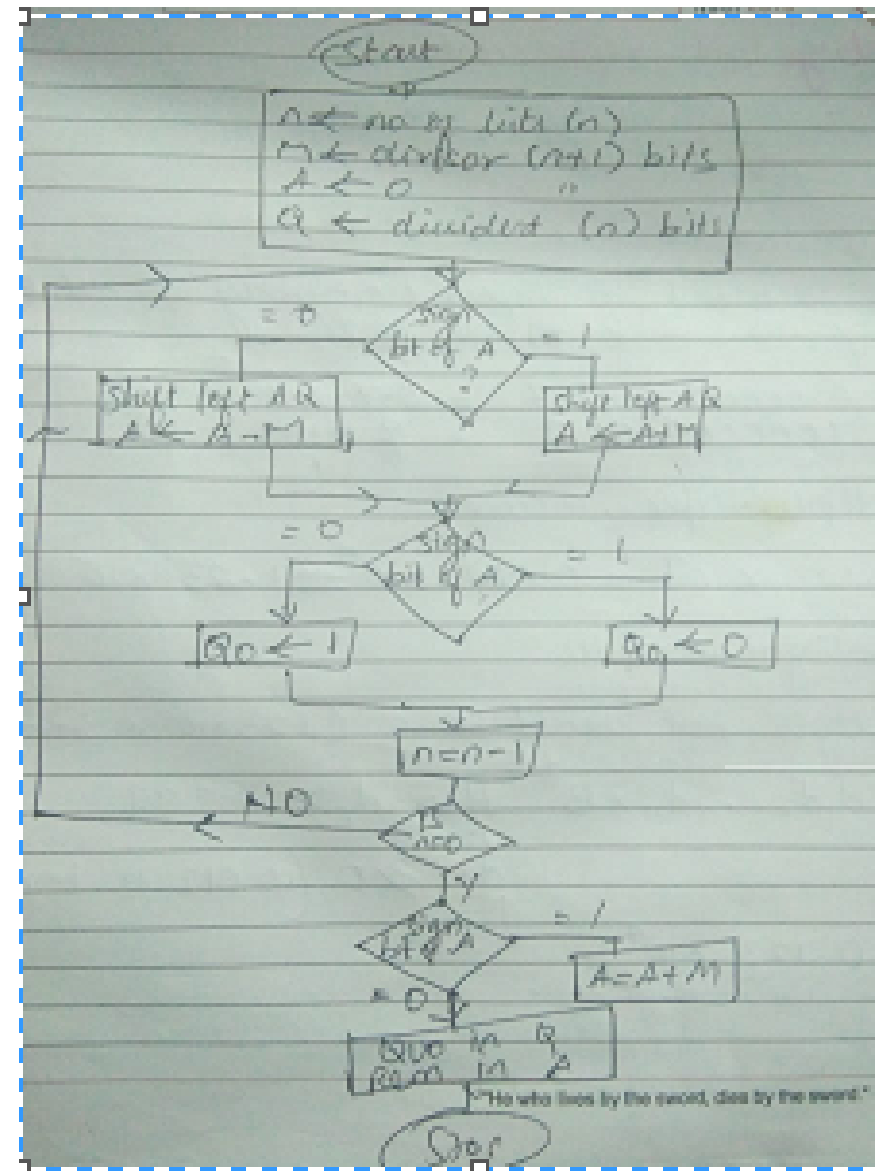 Start
n ← no of bits (n)
M ← divisor (n+1) bits
A ← 0 "
Q ← divident (n) bits
= 0
sign
bit of A
?
= 1
Shift left AQ
A ← A - M
Shift left AQ
A ← A+M
= 0
sign
bit of A
= 1
Q0 ← 1
Q0 ← 0
n=n-1
NO
Is
n=0
Y
sign
bit of A
= 1
A=A+M
= 0
QUO in Q
Rem in A
"He who lives by the sword, dies by the sword."
Stop